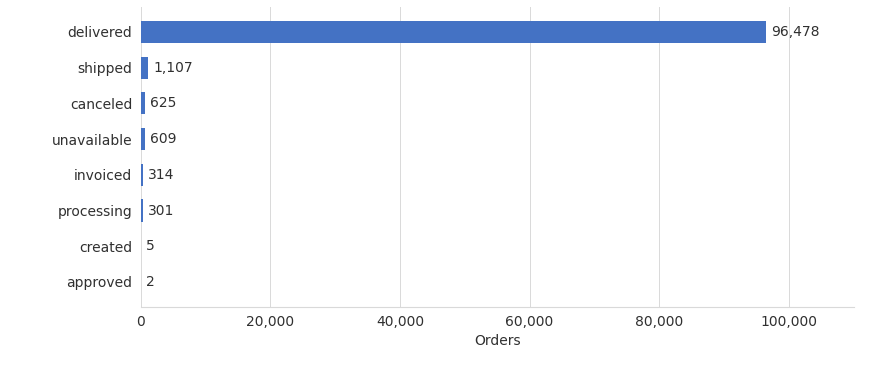 delivered 96,478
shipped 1,107
canceled 625
unavailable 609
invoiced 314
processing 301
created 5
approved 2
0 20,000 40,000 60,000 80,000 100,000
Orders